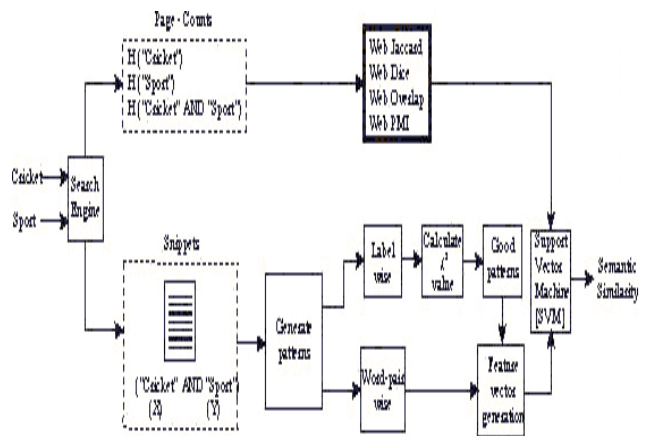 Page - Counts
H ("Cricket")
H ("Sport")
H ("Cricket" AND "Sport")
Web Jaccard
Web Dice
Web Overlap
Web PMI
Cricket
Sport
Search
Engine
Snippets
("Cricket" AND "Sport")
(X) (Y)
Generate
patterns
Label
wise
Calculate
value
Good
patterns
Word-pair
wise
Feature
vector
generation
Support
Vector
Machine
[SVM]
Semantic
Similarity